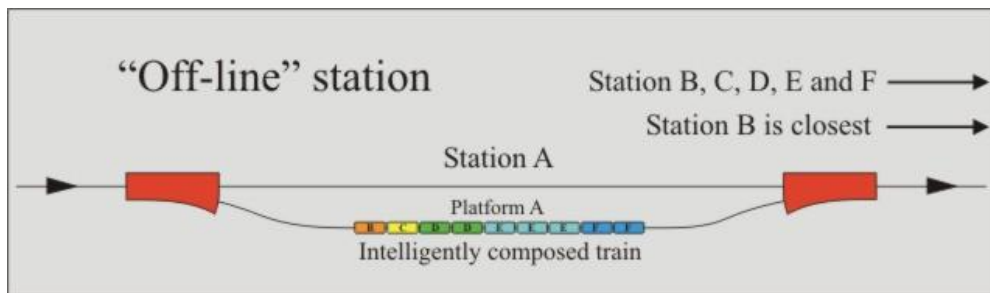 “Off-line” station
Station B, C, D, E and F
Station B is closest
Station A
Platform A
B C D D E E E F F
Intelligently composed train